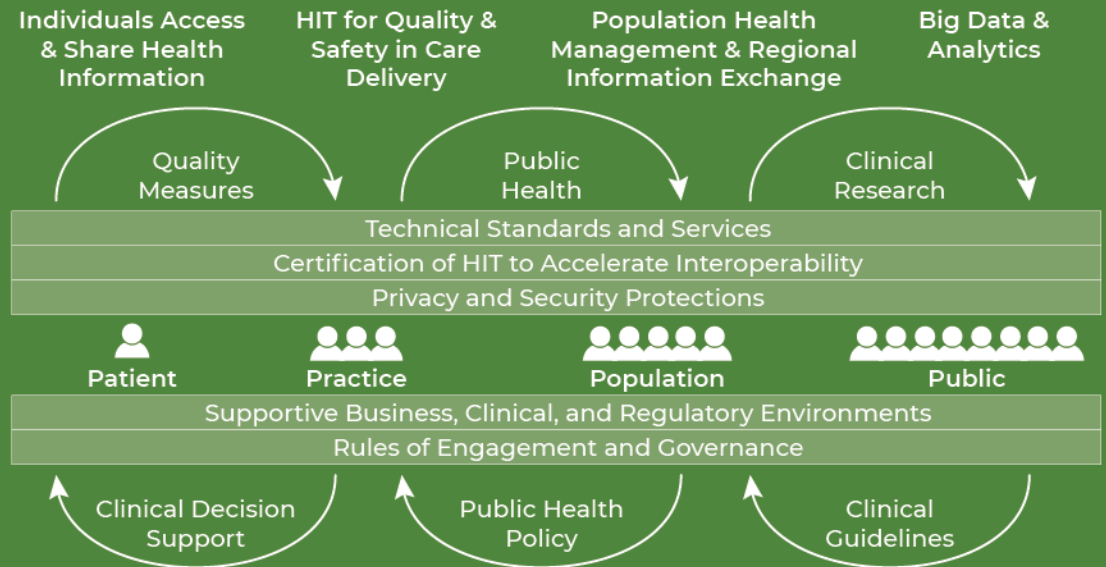 Individuals Access
& Share Health
Information
HIT for Quality &
Safety in Care
Delivery
Population Health
Management & Regional
Information Exchange
Big Data &
Analytics
Quality
Measures
Public
Health
Clinical
Research
Technical Standards and Services
Certification of HIT to Accelerate Interoperability
Privacy and Security Protections
Patient
Practice
Population
Public
Supportive Business, Clinical, and Regulatory Environments
Rules of Engagement and Governance
Clinical Decision
Support
Public Health
Policy
Clinical
Guidelines